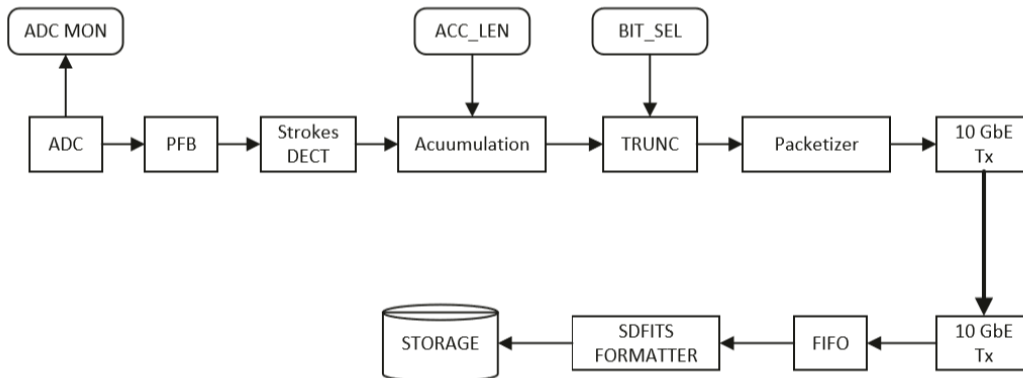 ADC MON
ACC_LEN
BIT_SEL
ADC
PFB
Strokes
DECT
Acuumulation
TRUNC
Packetizer
10 GbE
Tx
STORAGE
SDFITS
FORMATTER
FIFO
10 GbE
Tx